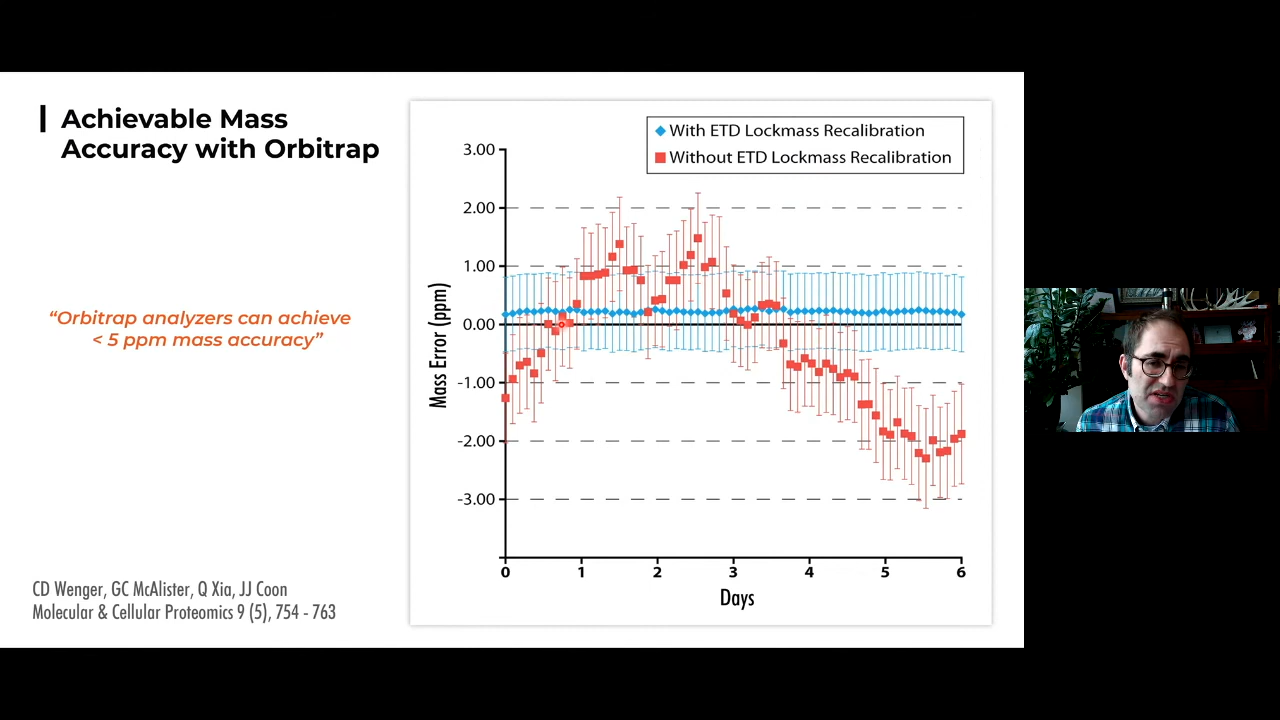 Achievable Mass
Accuracy with Orbitrap
“Orbitrap analyzers can achieve
< 5 ppm mass accuracy”
CD Wenger, GC McAlister, Q Xia, JJ Coon
Molecular & Cellular Proteomics 9 (5), 754 - 763
With ETD Lockmass Recalibration
Without ETD Lockmass Recalibration
Mass Error (ppm)
3.00
2.00
1.00
0.00
-1.00
-2.00
-3.00
0 1 2 3 4 5 6
Days